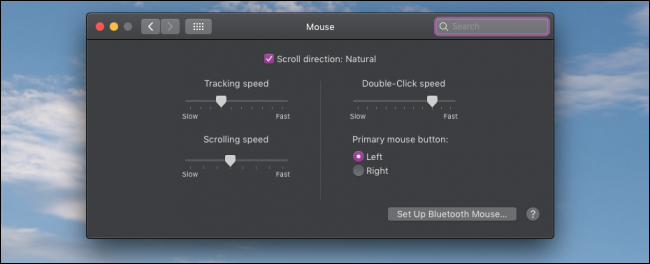 Mouse
Search
Scroll direction: Natural
Tracking speed
Slow Fast
Double-Click speed
Slow Fast
Scrolling speed
Slow Fast
Primary mouse button:
Left
Right
Set Up Bluetooth Mouse...
?